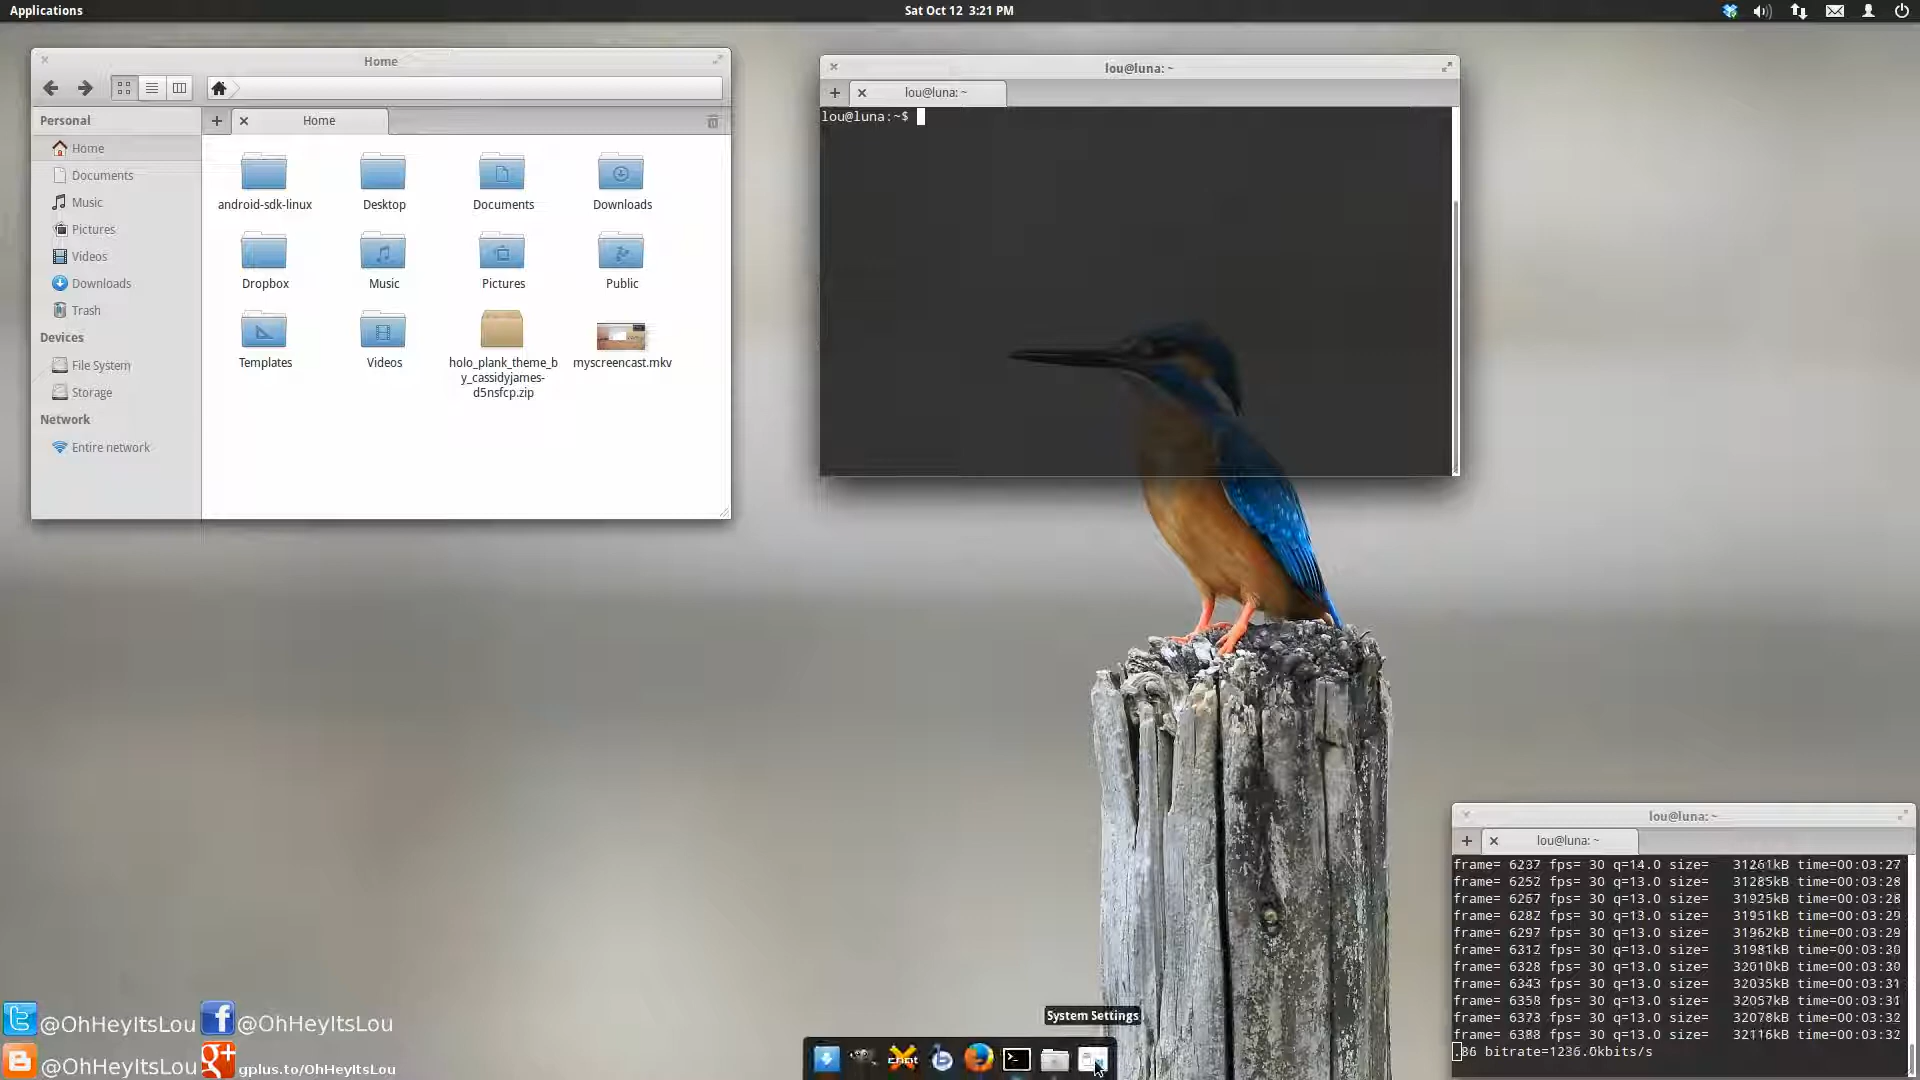 Applications
Sat Oct 12 3:21 PM
Home
Personal
Home
Documents
Music
Pictures
Videos
Downloads
Trash
Devices
File System
Storage
Network
Entire network
Home
android-sdk-linux
Desktop
Documents
Downloads
Dropbox
Music
Pictures
Public
Templates
Videos
holo_plank_theme_b
y_cassidyjames-
d5nsfcp.zip
myscreencast.mkv
lou@luna: ~
lou@luna: ~
lou@luna:~$
lou@luna: ~
lou@luna: ~
frame= 6237 fps= 30 q=14.0 size= 31261kB time=00:03:27
frame= 6252 fps= 30 q=13.0 size= 31285kB time=00:03:28
frame= 6267 fps= 30 q=13.0 size= 31925kB time=00:03:28
frame= 6282 fps= 30 q=13.0 size= 31951kB time=00:03:29
frame= 6297 fps= 30 q=13.0 size= 31962kB time=00:03:29
frame= 6312 fps= 30 q=13.0 size= 31981kB time=00:03:30
frame= 6328 fps= 30 q=13.0 size= 32010kB time=00:03:30
frame= 6343 fps= 30 q=13.0 size= 32035kB time=00:03:31
frame= 6358 fps= 30 q=13.0 size= 32057kB time=00:03:31
frame= 6373 fps= 30 q=13.0 size= 32078kB time=00:03:32
frame= 6388 fps= 30 q=13.0 size= 32116kB time=00:03:32
.86 bitrate=1236.0kbits/s
System Settings
@OhHeyItsLou
@OhHeyItsLou
@OhHeyItsLou
gplus.to/OhHeyItsLou